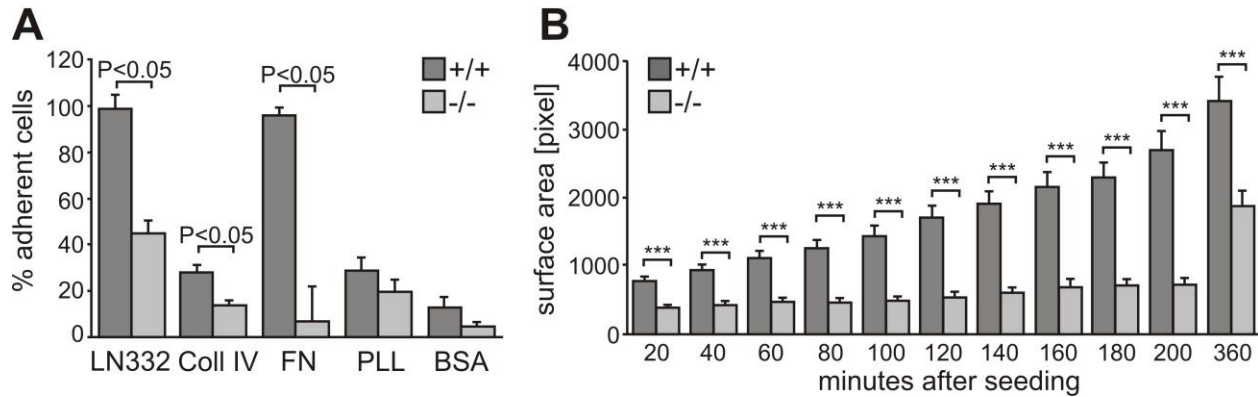 A
% adherent cells
120
100
80
60
40
20
0
P<0.05
P<0.05
P<0.05
+/+
-/-
LN332 Coll IV FN PLL BSA
B
surface area [pixel]
4000
3000
2000
1000
0
+/+
-/-
*** *** *** *** *** *** *** *** *** *** ***
20 40 60 80 100 120 140 160 180 200 360
minutes after seeding